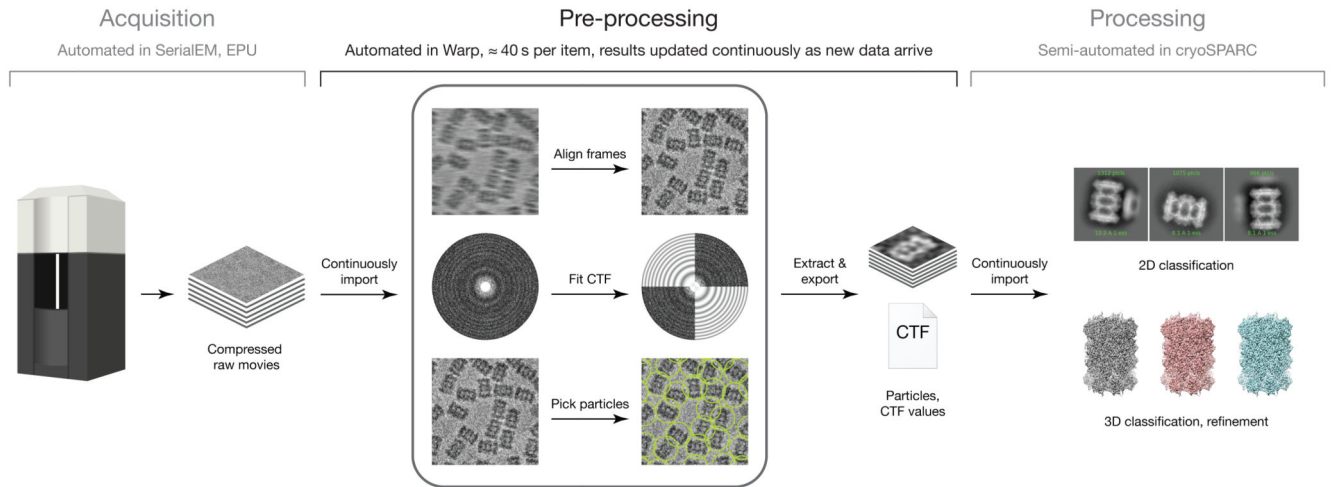 Acquisition
Automated in SerialEM, EPU
Pre-processing
Automated in Warp, ≈ 40 s per item, results updated continuously as new data arrive
Processing
Semi-automated in cryoSPARC
Compressed
raw movies
Continuously
import
Align frames
Fit CTF
Pick particles
Extract &
export
CTF
Particles,
CTF values
Continuously
import
2D classification
3D classification, refinement